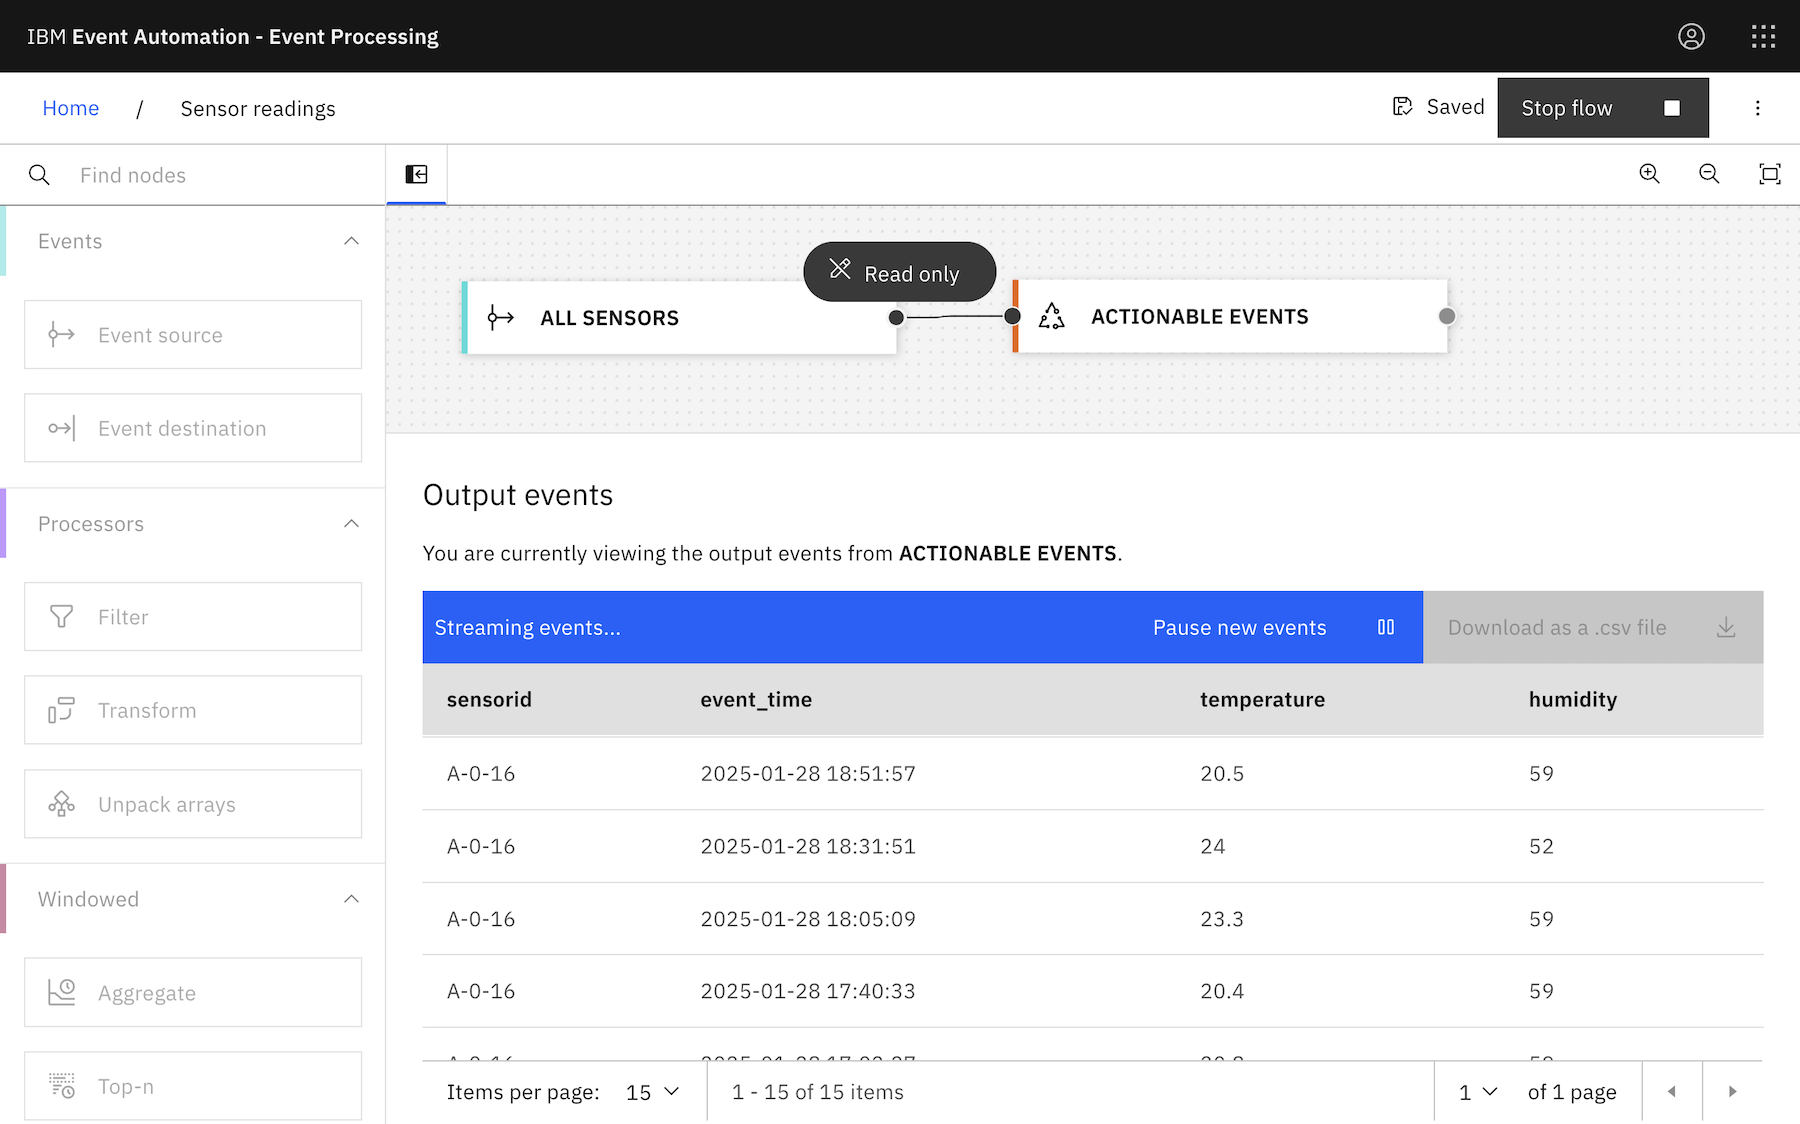 IBM Event Automation - Event Processing
Home / Sensor readings
Saved
Stop flow
Find nodes
Events
Event source
Event destination
Processors
Filter
Transform
Unpack arrays
Windowed
Aggregate
Top-n
Read only
ALL SENSORS
ACTIONABLE EVENTS
Output events
You are currently viewing the output events from ACTIONABLE EVENTS.
Streaming events...
Pause new events
Download as a .csv file
sensorid event_time temperature humidity
A-0-16 2025-01-28 18:51:57 20.5 59
A-0-16 2025-01-28 18:31:51 24 52
A-0-16 2025-01-28 18:05:09 23.3 59
A-0-16 2025-01-28 17:40:33 20.4 59
Items per page: 15 1 - 15 of 15 items 1 of 1 page